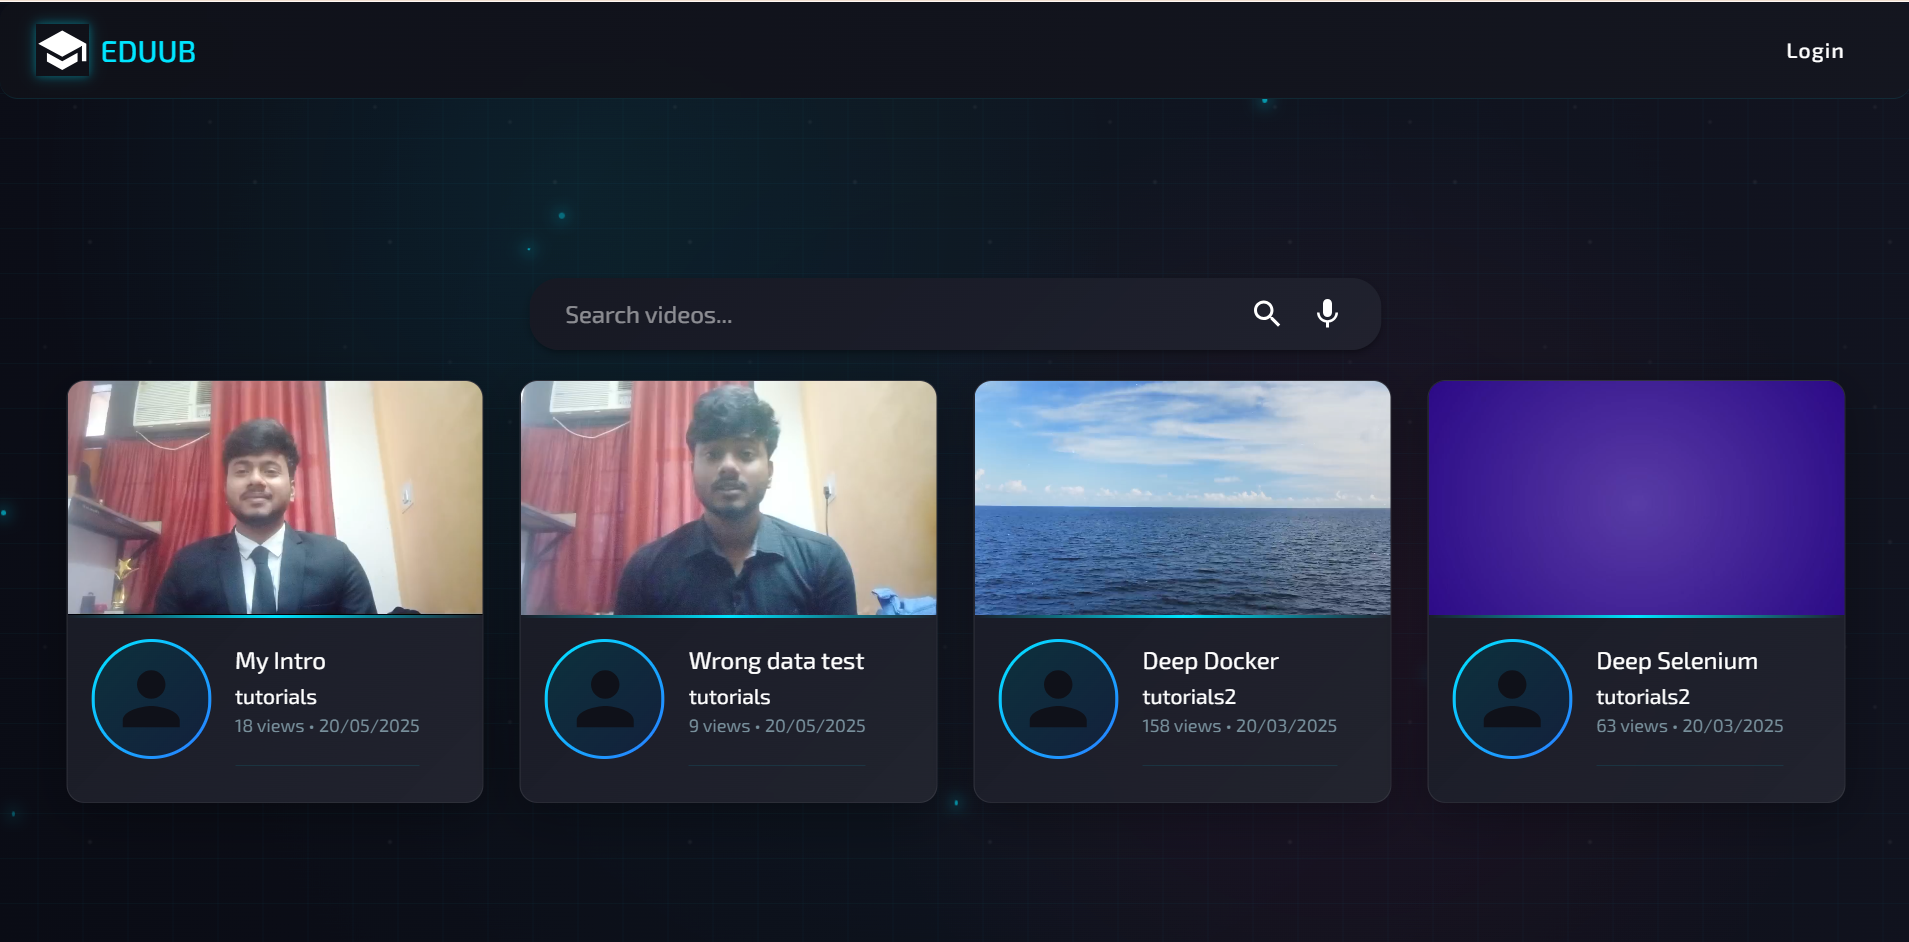 EDUUB
Login
Search videos...
My Intro
tutorials
18 views • 20/05/2025
Wrong data test
tutorials
9 views • 20/05/2025
Deep Docker
tutorials2
158 views • 20/03/2025
Deep Selenium
tutorials2
63 views • 20/03/2025